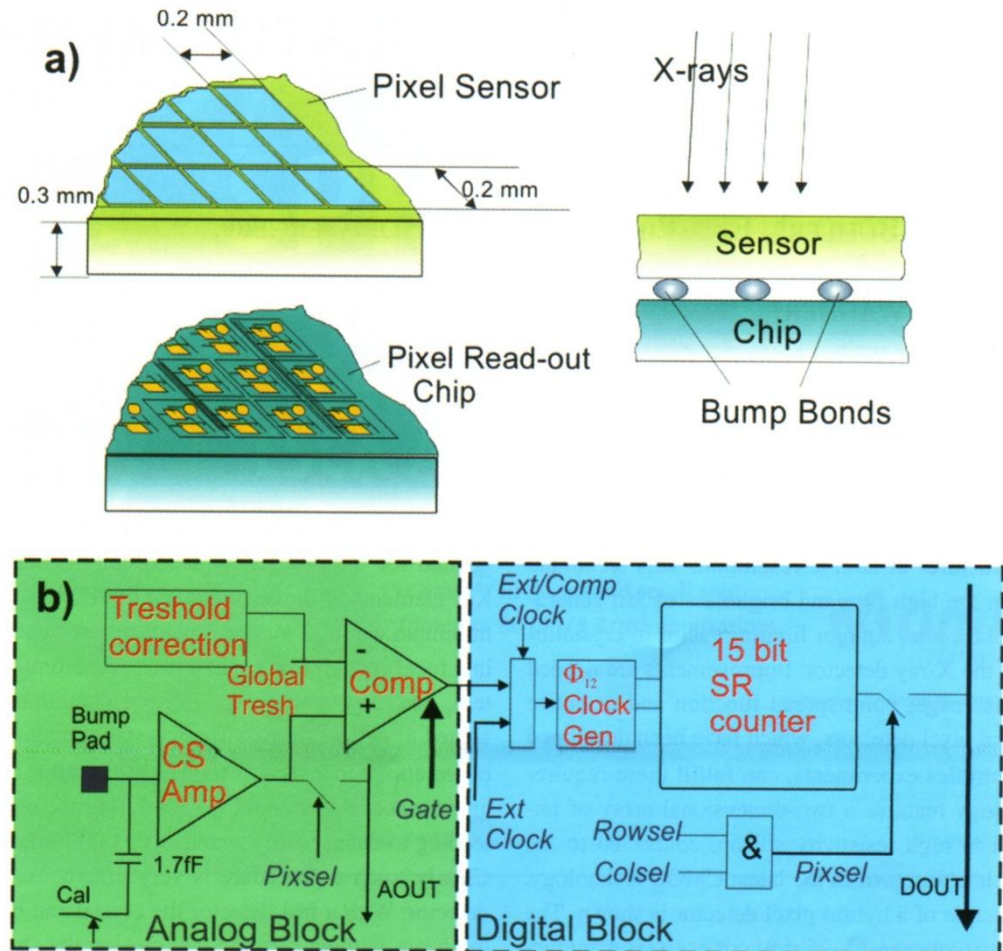 a)
0.2 mm
Pixel Sensor
0.3 mm
0.2 mm
Pixel Read-out
Chip
X-rays
Sensor
Chip
Bump Bonds
b)
Treshold
correction
Global
Tresh
Comp
-
+
Bump
Pad
CS
Amp
Gate
1.7fF
Pixsel
AOUT
Cal
Analog Block
Ext/Comp
Clock
Φ12
Clock
Gen
15 bit
SR
counter
Ext
Clock
Rowsel
Colsel
&
Pixsel
DOUT
Digital Block